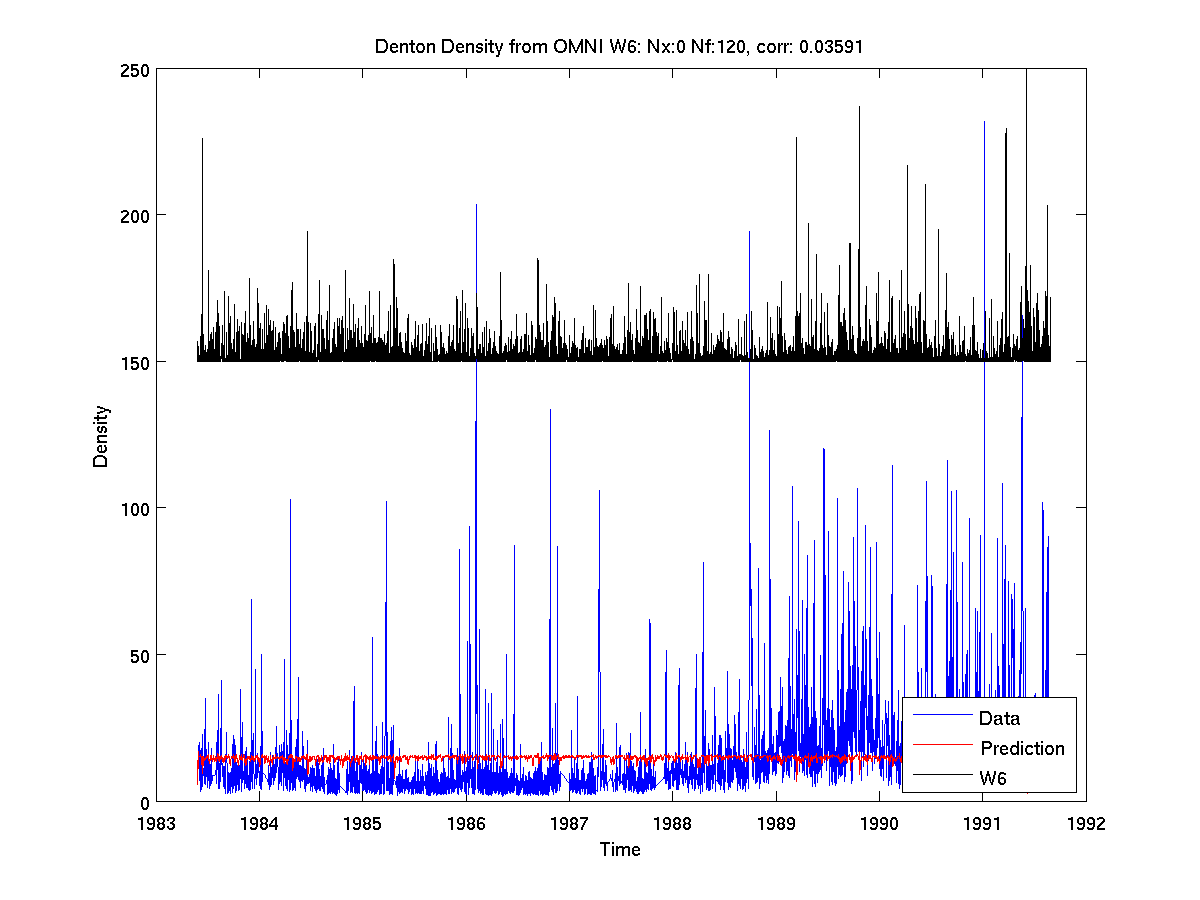 Denton Density from OMNI W6: Nx:0 Nf:120, corr: 0.03591
250
200
150
100
50
0
Density
1983 1984 1985 1986 1987 1988 1989 1990 1991 1992
Time
Data
Prediction
W6